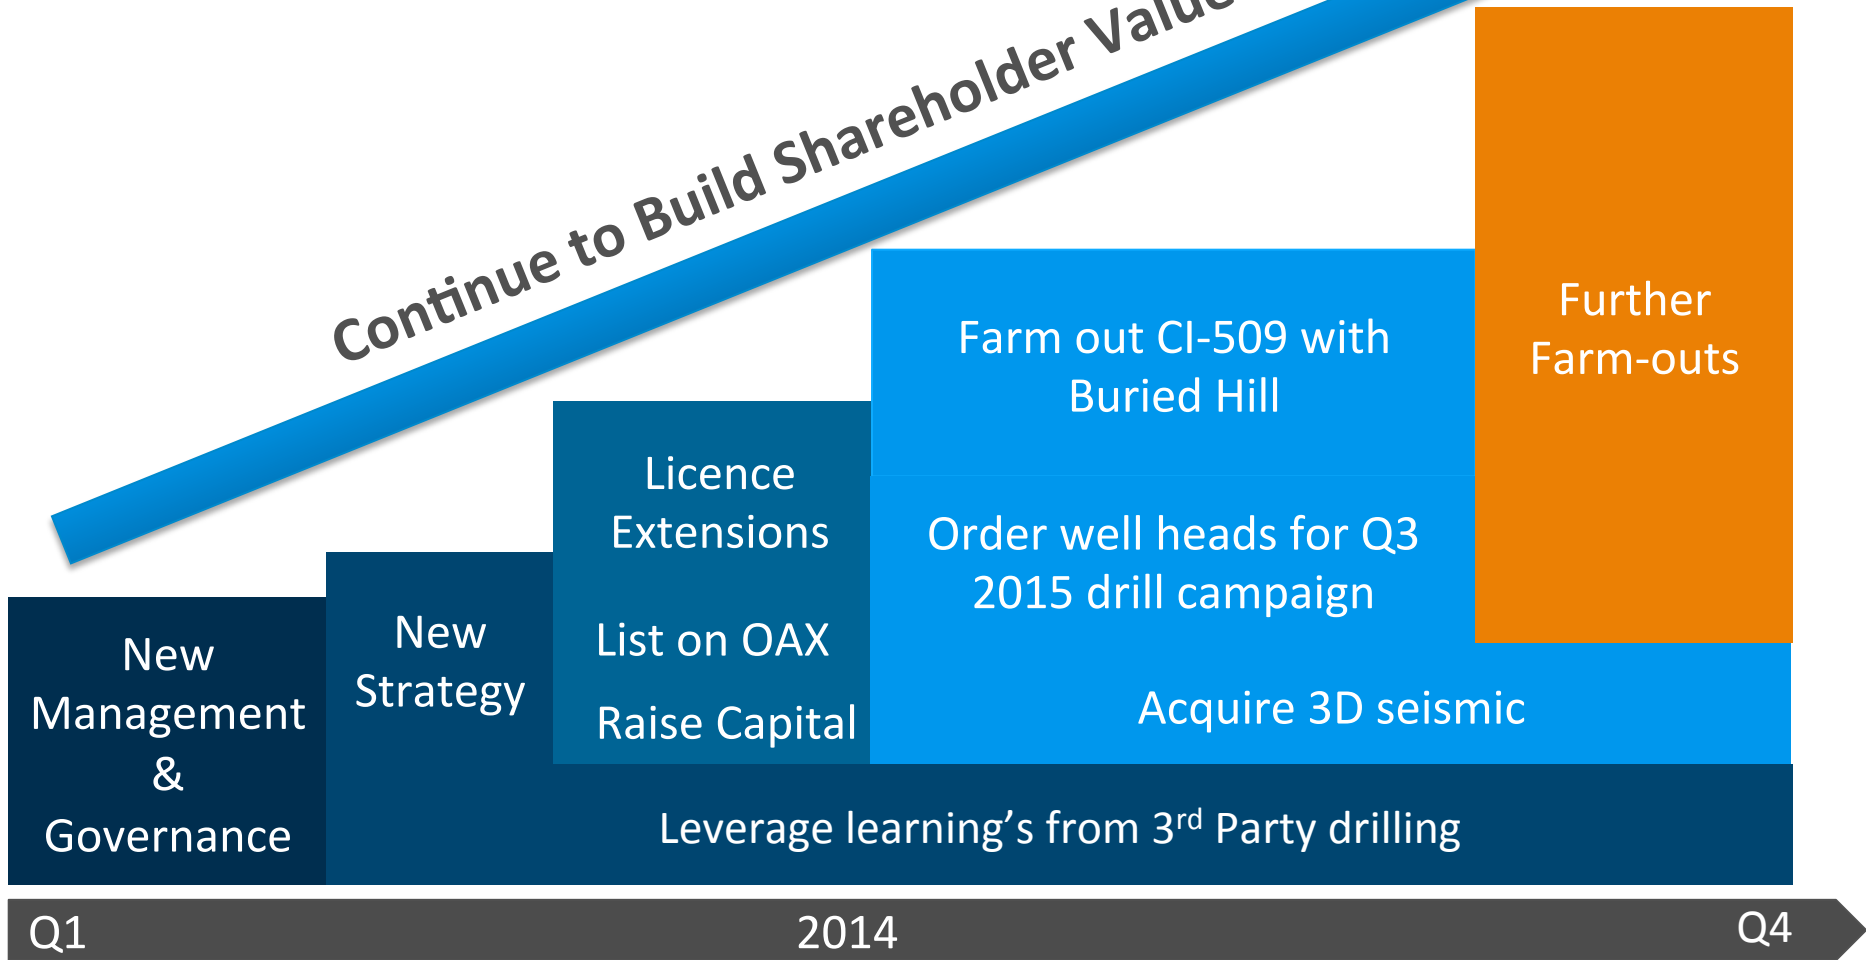 Continue to Build Shareholder Value
Further
Farm-outs
Farm out CI-509 with
Buried Hill
Licence
Extensions
Order well heads for Q3
2015 drill campaign
New
Strategy
List on OAX
New
Management
&
Governance
Raise Capital
Acquire 3D seismic
Leverage learning’s from 3rd Party drilling
Q1
2014
Q4